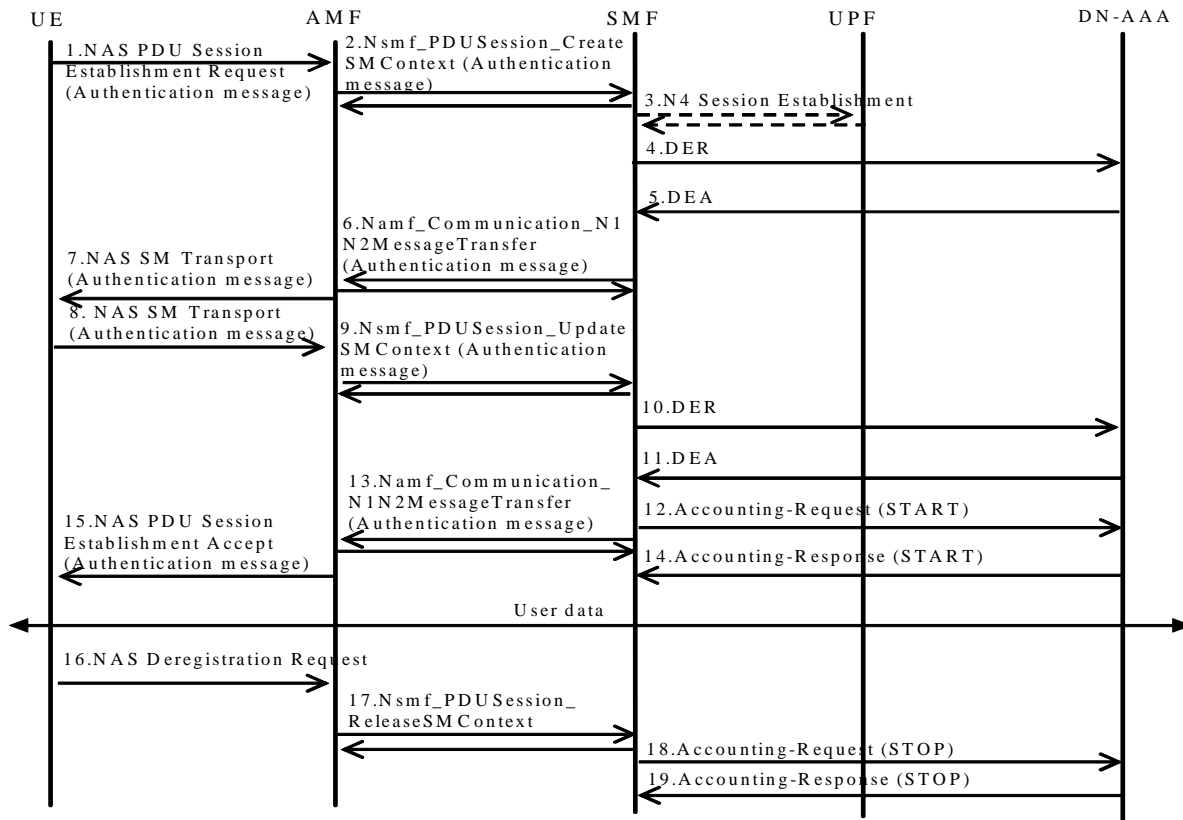 UE AMF SMF UPF DN-AAA
1.NAS PDU Session
Establishment Request
(Authentication message)
2.Nsmf_PDUSession_Create
SMContext (Authentication
message)
3.N4 Session Establishment
4.DER
5.DEA
6.Namf_Communication_N1
N2MessageTransfer
(Authentication message)
7.NAS SM Transport
(Authentication message)
8. NAS SM Transport
(Authentication message)
9.Nsmf_PDUSession_Update
SMContext (Authentication
message)
10.DER
11.DEA
13.Namf_Communication_
N1N2MessageTransfer
(Authentication message)
12.Accounting-Request (START)
15.NAS PDU Session
Establishment Accept
(Authentication message)
14.Accounting-Response (START)
User data
16.NAS Deregistration Request
17.Nsmf_PDUSession_
ReleaseSMContext
18.Accounting-Request (STOP)
19.Accounting-Response (STOP)